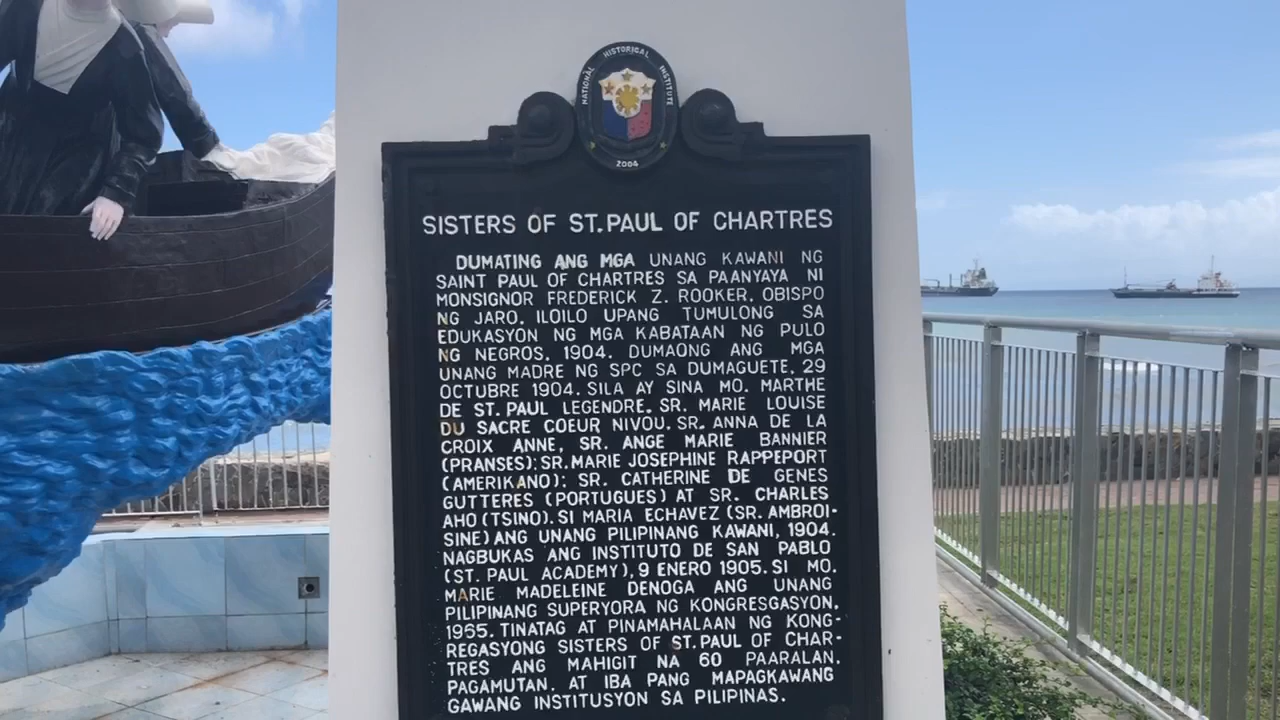 NATIONAL HISTORICAL INSTITUTE
2004
SISTERS OF ST. PAUL OF CHARTRES
DUMATING ANG MGA UNANG KAWANI NG
SAINT PAUL OF CHARTRES SA PAANYAYA NI
MONSIGNOR FREDERICK Z. ROOKER, OBISPO
NG JARO, ILOILO UPANG TUMULONG SA
EDUKASYON NG MGA KABATAAN NG PULO
NG NEGROS, 1904. DUMAONG ANG MGA
UNANG MADRE NG SPC SA DUMAGUETE, 29
OCTUBRE 1904. SILA AY SINA MO. MARTHE
DE ST. PAUL LEGENDRE, SR. MARIE LOUISE
DU SACRE COEUR NIVOU, SR. ANNA DE LA
CROIX ANNE, SR. ANGE MARIE BANNIER
(PRANSES); SR. MARIE JOSEPHINE RAPPEPORT
(AMERIKANO); SR. CATHERINE DE GENES
GUTTERES (PORTUGUES) AT SR. CHARLES
AHO (TSINO). SI MARIA ECHAVEZ (SR. AMBROI-
SINE) ANG UNANG PILIPINANG KAWANI, 1904.
NAGBUKAS ANG INSTITUTO DE SAN PABLO
(ST. PAUL ACADEMY), 9 ENERO 1905. SI MO.
MARIE MADELEINE DENOGA ANG UNANG
PILIPINANG SUPERYORA NG KONGRESGASYON,
1965. TINATAG AT PINAMAHALAAN NG KONG-
REGASYONG SISTERS OF ST. PAUL OF CHAR-
TRES ANG MAHIGIT NA 60 PAARALAN,
PAGAMUTAN, AT IBA PANG MAPAGKAWANG
GAWANG INSTITUSYON SA PILIPINAS.